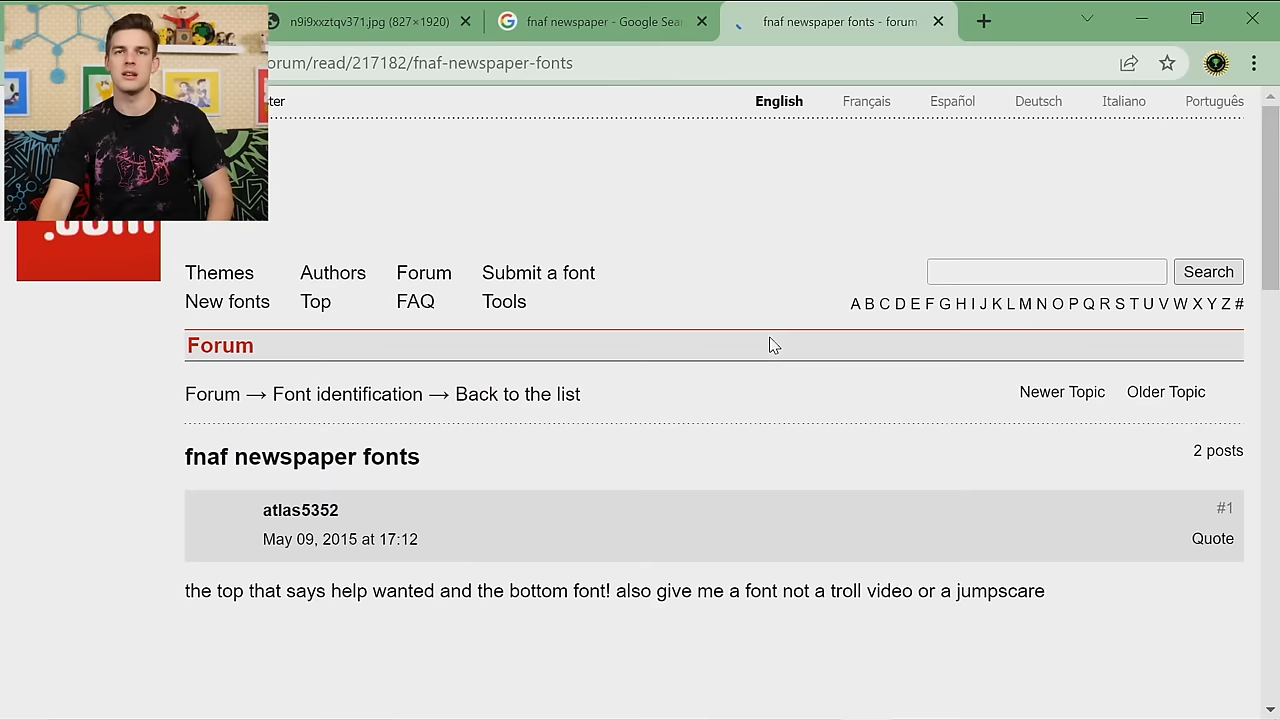 n9i9xxztqv371.jpg (827×1920)
fnaf newspaper - Google Sea
fnaf newspaper fonts - forum
orum/read/217182/fnaf-newspaper-fonts
ter
English Français Español Deutsch Italiano Português
.com
Themes Authors Forum Submit a font
Search
New fonts Top FAQ Tools
A B C D E F G H I J K L M N O P Q R S T U V W X Y Z #
Forum
Forum → Font identification → Back to the list
Newer Topic Older Topic
fnaf newspaper fonts
2 posts
atlas5352
#1
May 09, 2015 at 17:12
Quote
the top that says help wanted and the bottom font! also give me a font not a troll video or a jumpscare